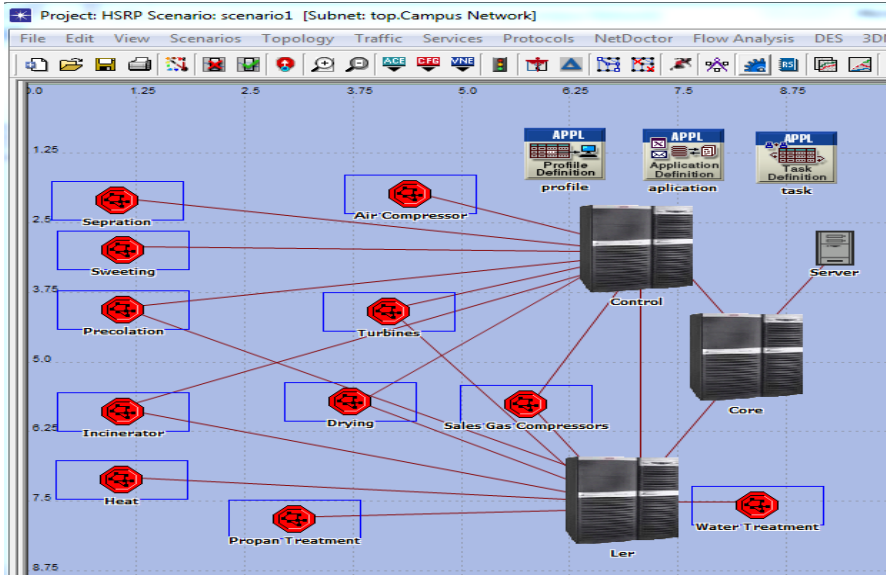 Project: HSRP Scenario: scenario1 [Subnet: top.Campus Network]
File Edit View Scenarios Topology Traffic Services Protocols NetDoctor Flow Analysis DES
ACE CFG VNE RS
0.0 1.25 2.5 3.75 5.0 6.25 7.5 8.75
APPL APPL APPL
Profile Definition
Application Definition
Task Definition
profile aplication task
1.25
Sepration
Air Compressor
2.5
Sweeting
Server
3.75
Control
Precolation
Turbines
5.0
Core
Incinerator
Drying
Sales Gas Compressors
6.25
Heat
7.5
Propan Treatment
Water Treatment
Ler
8.75